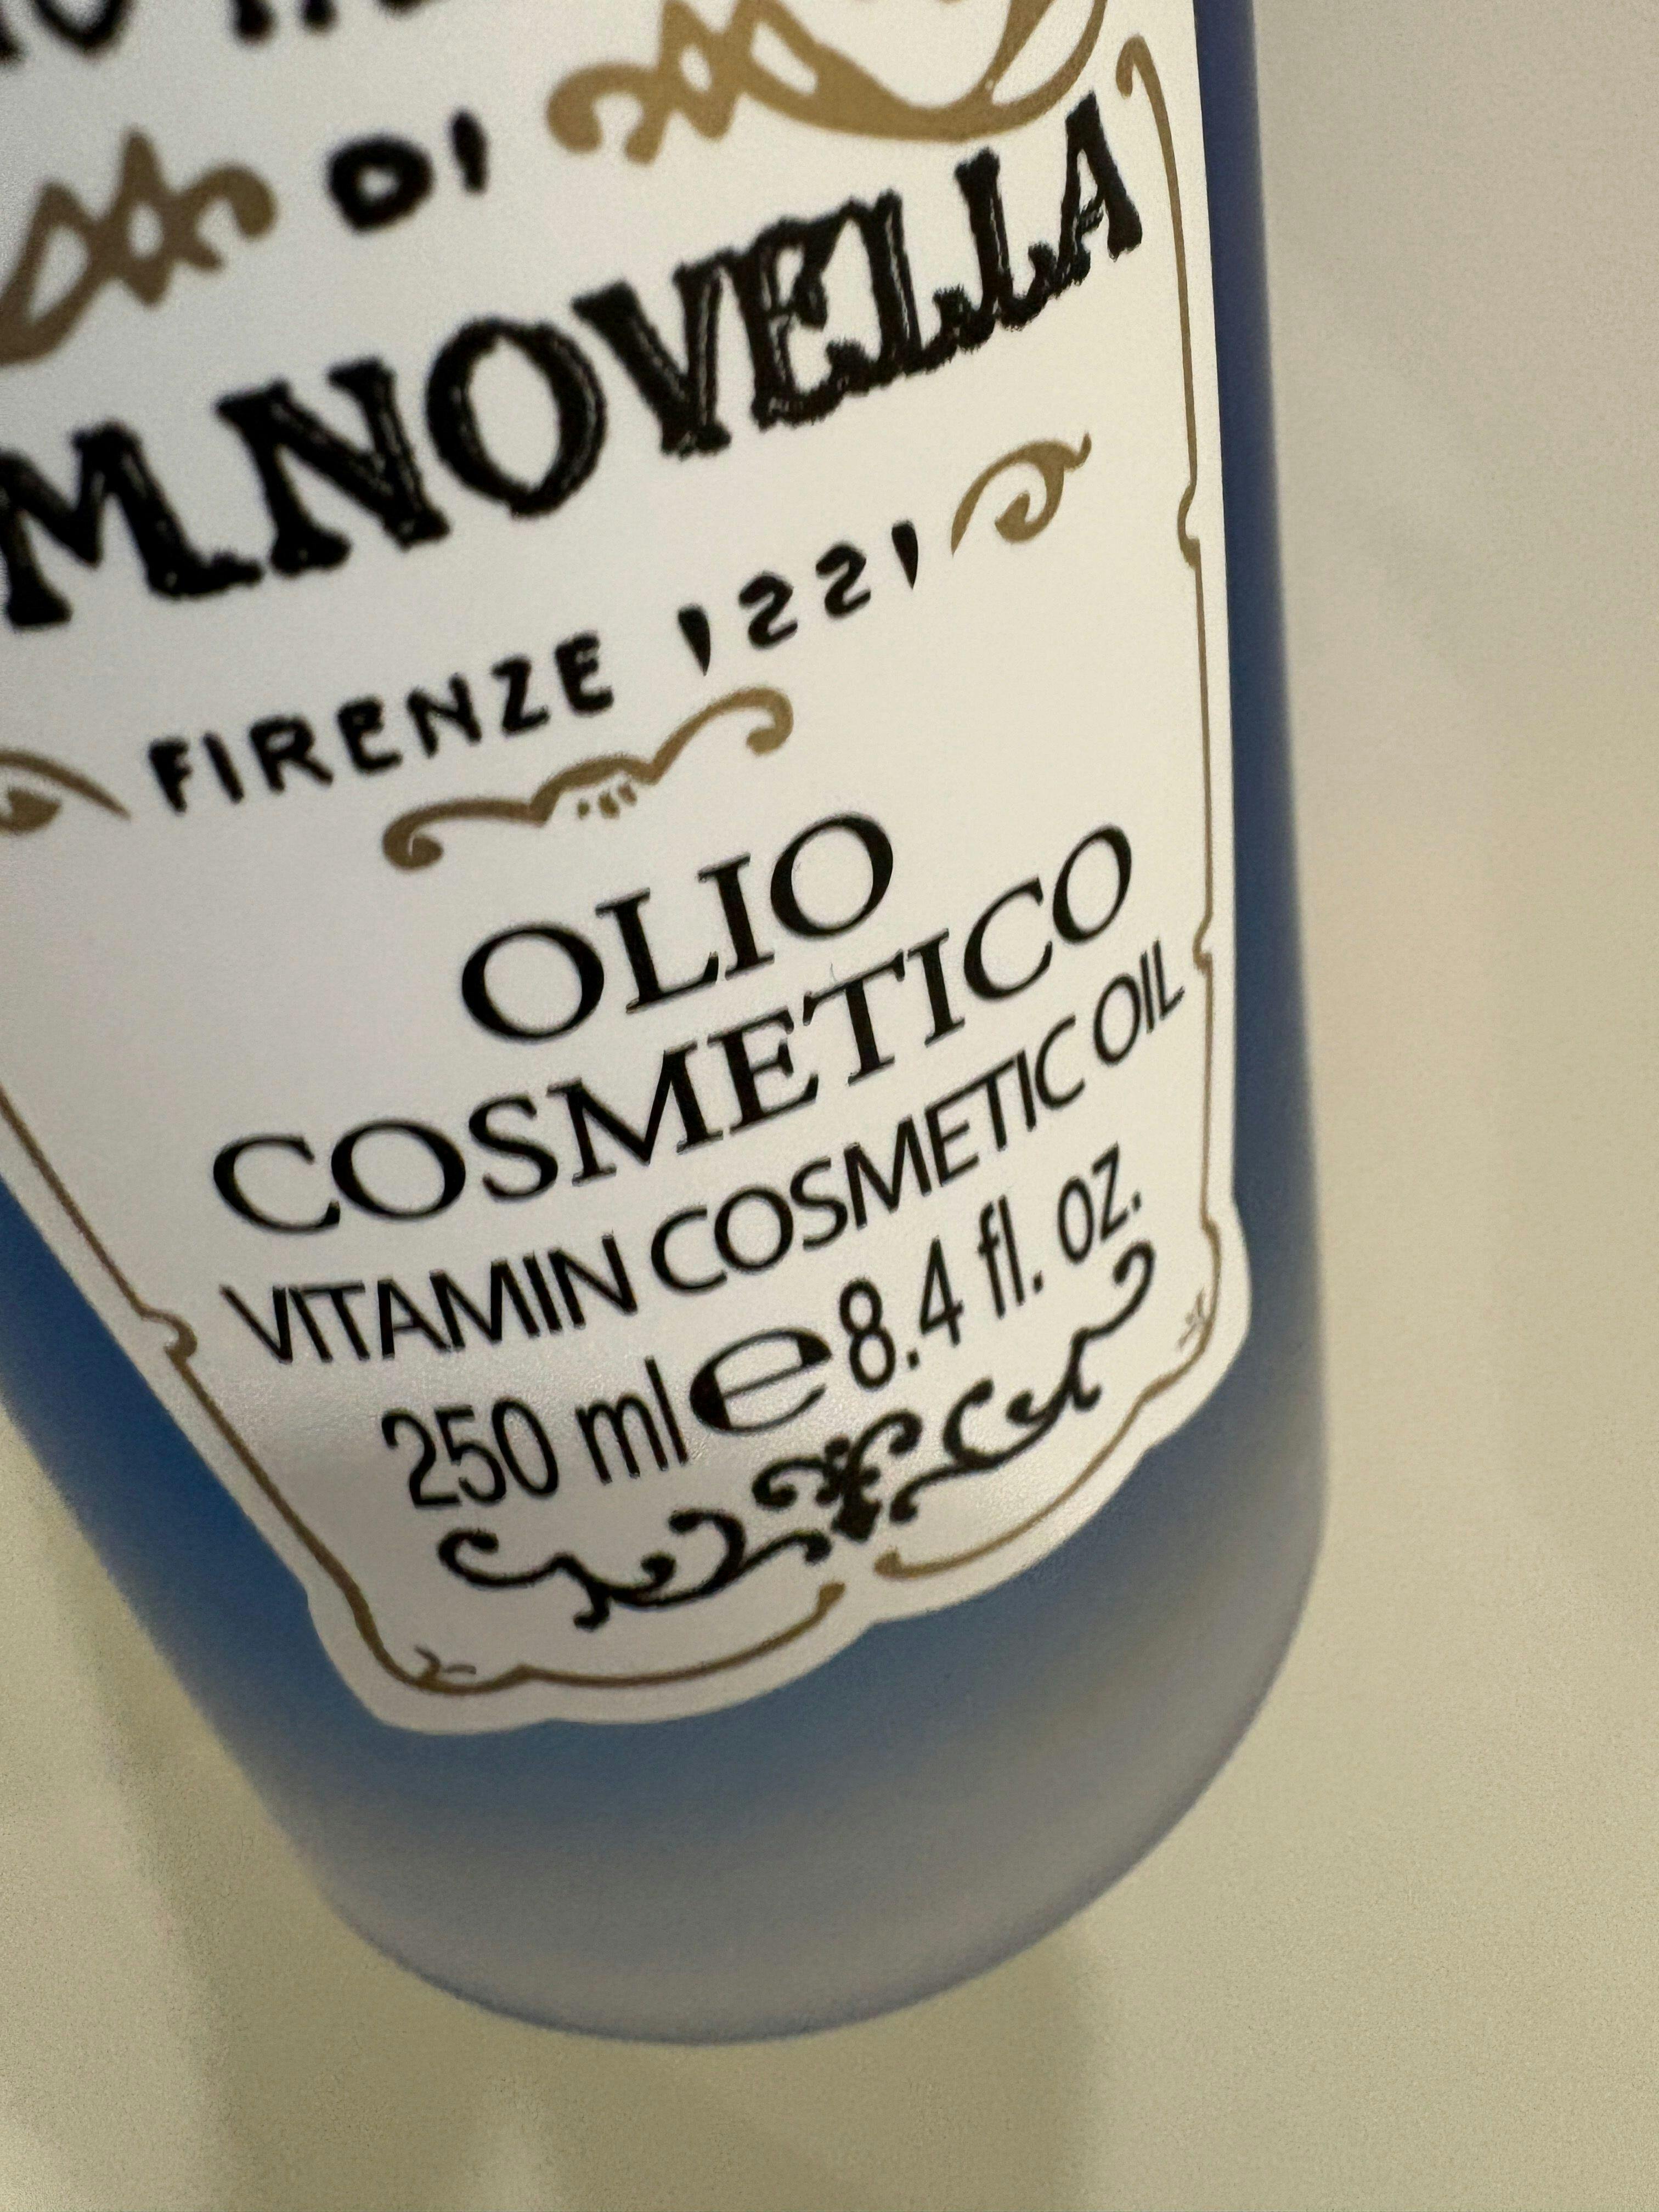 DI
M.NOVELLA
FIRENZE 1221
OLIO
COSMETICO
VITAMIN COSMETIC OIL
250 ml e 8.4 fl. oz.